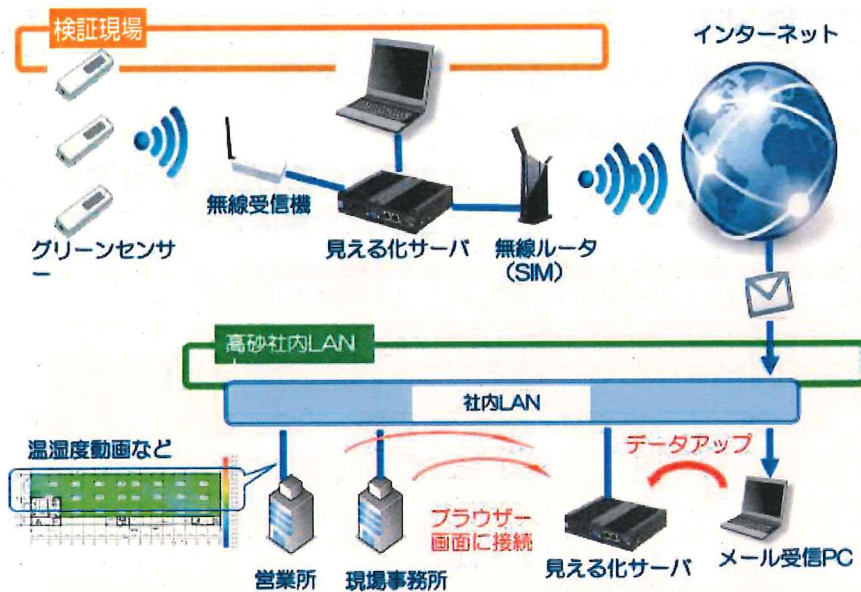 検証現場
インターネット
無線受信機
グリーンセンサ
ー
見える化サーバ
無線ルータ
（SIM）
高砂社内LAN
社内LAN
温湿度動画など
データアップ
ブラウザー
画面に接続
営業所
現場事務所
見える化サーバ
メール受信PC